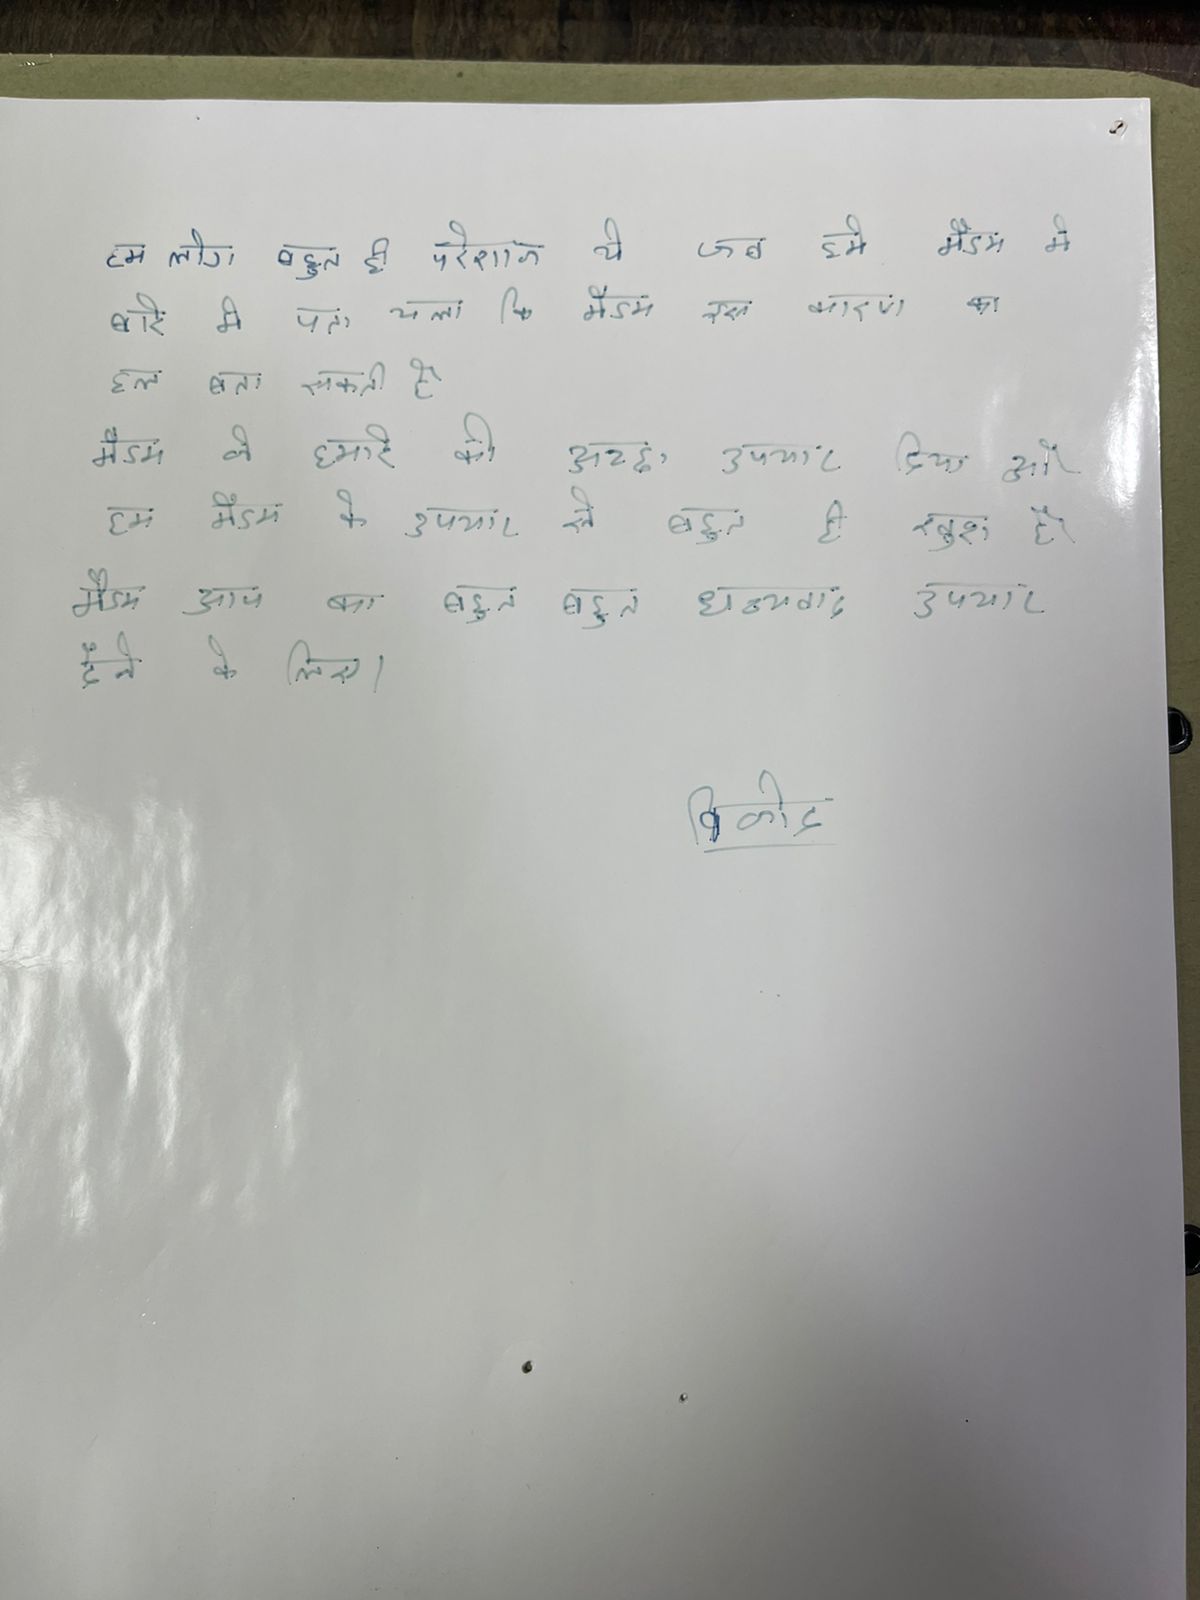 हम लोग बहुत ही परेशान थे जब हमे मैडम मे
बारे मे पता चला कि मैडम इस कारण का
हल बता सकती है
मैडम ने हमारे को अच्छा उपचार दिया और
हम मैडम के उपचार से बहुत ही खुश है
मैडम आप का बहुत बहुत धन्यवाद उपचार
देने के लिए।
विनोद